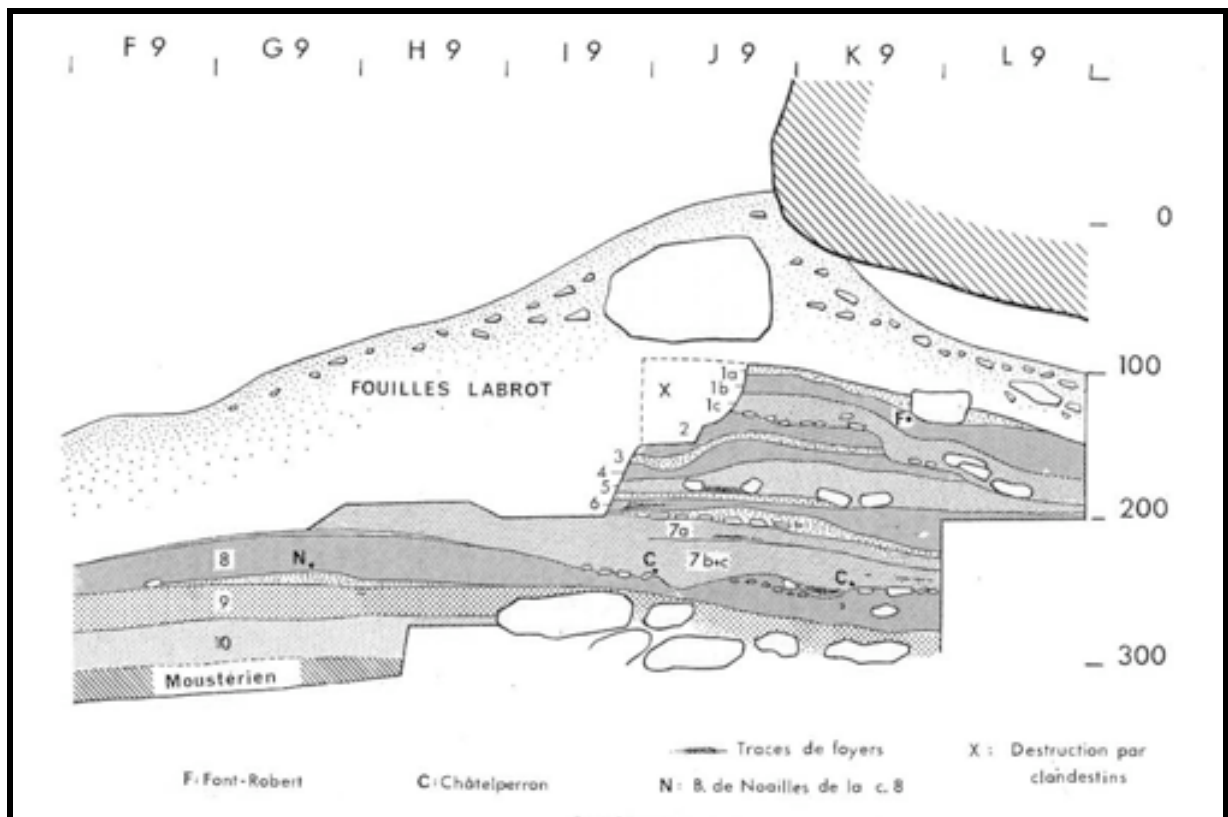 F 9 G 9 H 9 I 9 J 9 K 9 L 9
0
100
FOUILLES LABROT
X
1a
1b
1c
F
2
3
4
5
6
200
7a
8
N
C
7b+c
C
9
10
300
Moustérien
Traces de foyers
X : Destruction par
clandestins
F: Font-Robert
C: Châtelperron
N: B. de Noailles de la c. 8